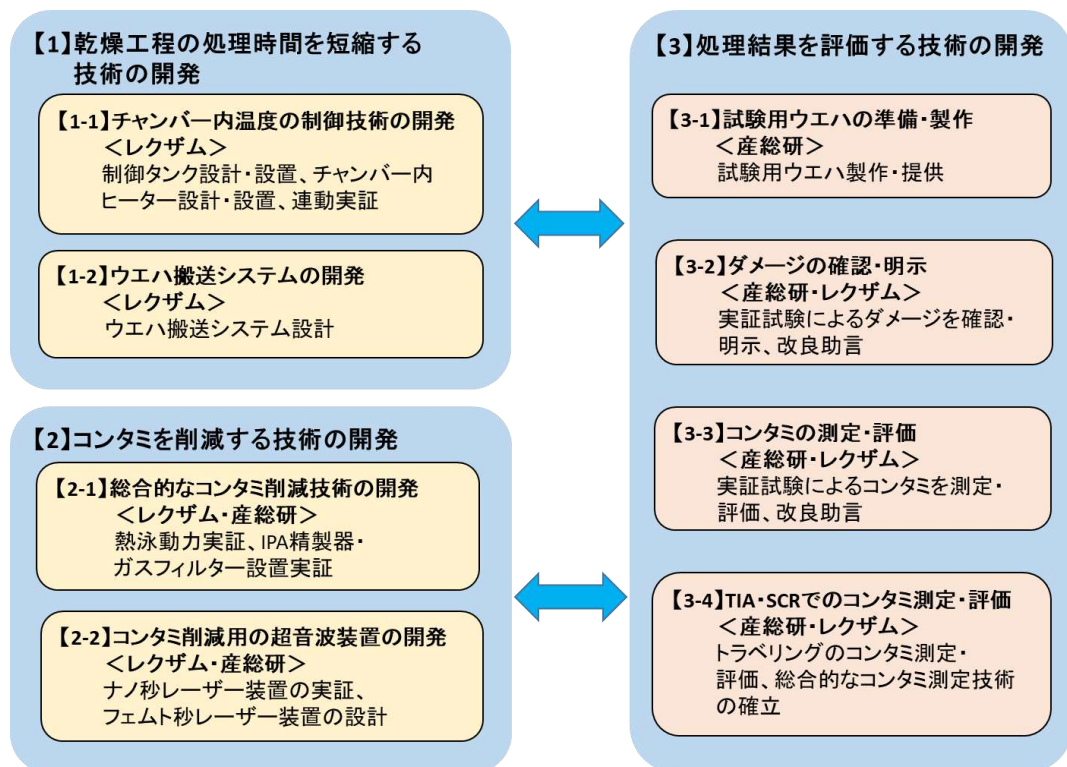 【1】乾燥工程の処理時間を短縮する
技術の開発
【1-1】チャンバー内温度の制御技術の開発
＜レクザム＞
制御タンク設計・設置、チャンバー内
ヒーター設計・設置、連動実証
【1-2】ウエハ搬送システムの開発
＜レクザム＞
ウエハ搬送システム設計
【2】コンタミを削減する技術の開発
【2-1】総合的なコンタミ削減技術の開発
＜レクザム・産総研＞
熱泳動力実証、IPA精製器・
ガスフィルター設置実証
【2-2】コンタミ削減用の超音波装置の開発
＜レクザム・産総研＞
ナノ秒レーザー装置の実証、
フェムト秒レーザー装置の設計
【3】処理結果を評価する技術の開発
【3-1】試験用ウエハの準備・製作
＜産総研＞
試験用ウエハ製作・提供
【3-2】ダメージの確認・明示
＜産総研・レクザム＞
実証試験によるダメージを確認・
明示、改良助言
【3-3】コンタミの測定・評価
＜産総研・レクザム＞
実証試験によるコンタミを測定・
評価、改良助言
【3-4】TIA・SCRでのコンタミ測定・評価
＜産総研・レクザム＞
トラベリングのコンタミ測定・
評価、総合的なコンタミ測定技術
の確立